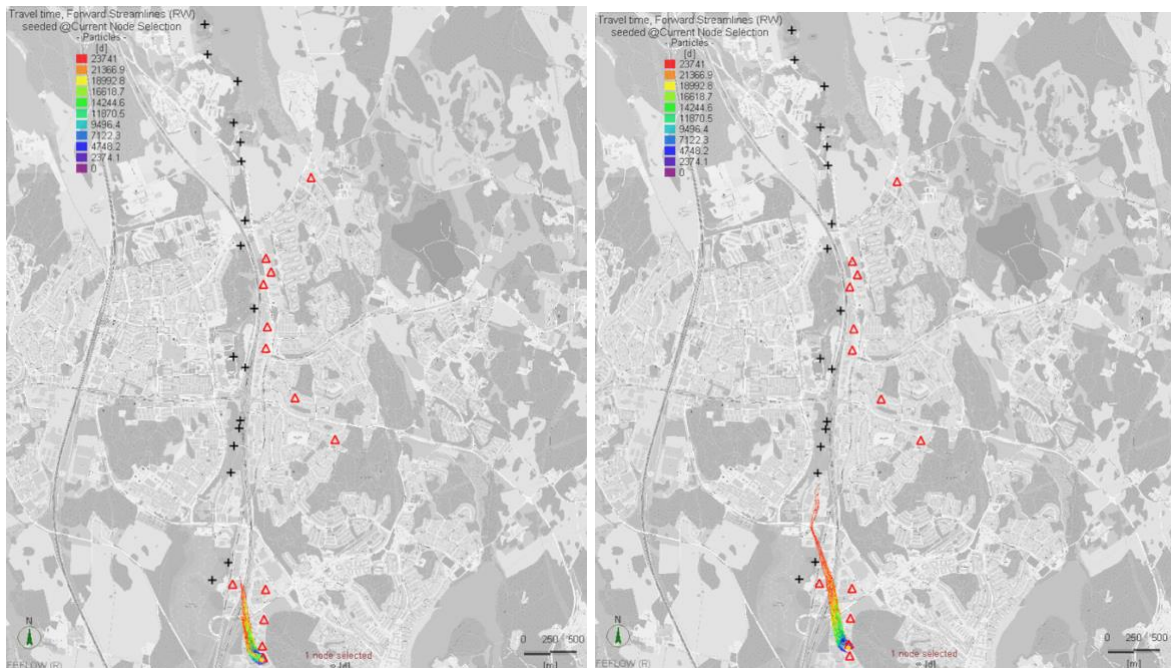 Travel time, Forward Streamlines (RW)
seeded @Current Node Selection
- Particles -
[d]
23741
21366.9
18992.8
16618.7
14244.6
11870.5
9496.4
7122.3
4748.2
2374.1
0
N
1 node selected
0 250 500
[m]
FEFLOW (R)
Travel time, Forward Streamlines (RW)
seeded @Current Node Selection
- Particles -
[d]
23741
21366.9
18992.8
16618.7
14244.6
11870.5
9496.4
7122.3
4748.2
2374.1
0
N
1 node selected
0 250 500
[m]
FEFLOW (R)